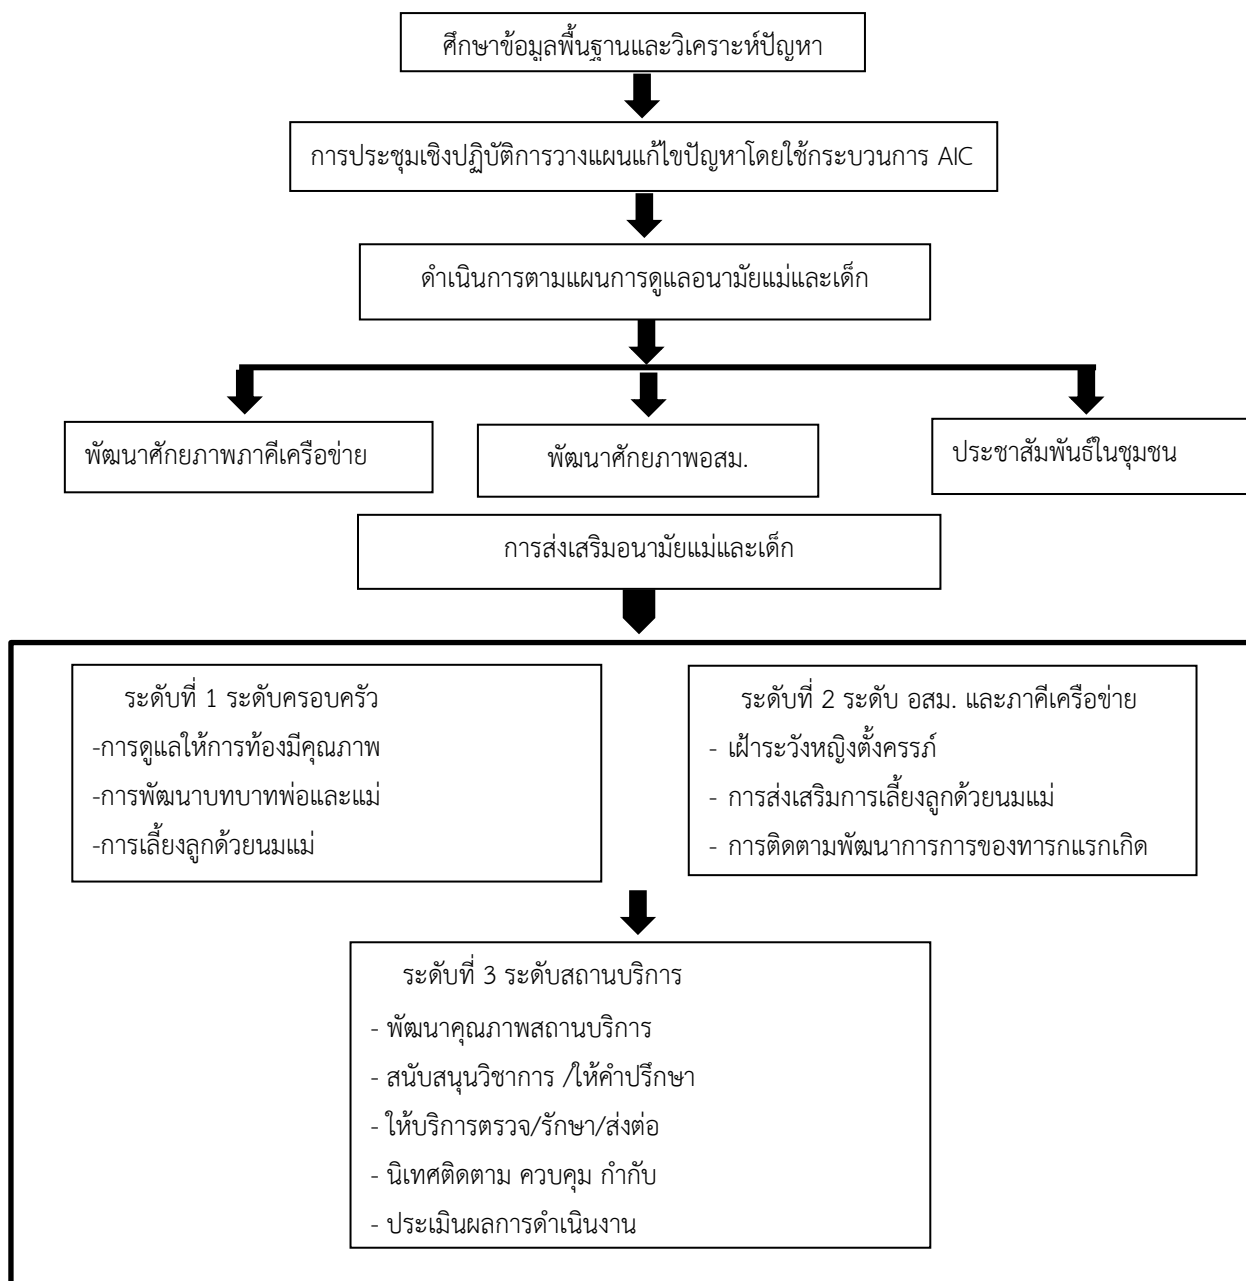 ศึกษาข้อมูลพื้นฐานและวิเคราะห์ปัญหา
การประชุมเชิงปฏิบัติการวางแผนแก้ไขปัญหาโดยใช้กระบวนการ AIC
ดำเนินการตามแผนการดูแลอนามัยแม่และเด็ก
พัฒนาศักยภาพภาคีเครือข่าย
พัฒนาศักยภาพอสม.
ประชาสัมพันธ์ในชุมชน
การส่งเสริมอนามัยแม่และเด็ก
ระดับที่ 1 ระดับครอบครัว
-การดูแลให้การท้องมีคุณภาพ
-การพัฒนาบทบาทพ่อและแม่
-การเลี้ยงลูกด้วยนมแม่
ระดับที่ 2 ระดับ อสม. และภาคีเครือข่าย
- เฝ้าระวังหญิงตั้งครรภ์
- การส่งเสริมการเลี้ยงลูกด้วยนมแม่
- การติดตามพัฒนาการการของทารกแรกเกิด
ระดับที่ 3 ระดับสถานบริการ
- พัฒนาคุณภาพสถานบริการ
- สนับสนุนวิชาการ /ให้คำปรึกษา
- ให้บริการตรวจ/รักษา/ส่งต่อ
- นิเทศติดตาม ควบคุม กำกับ
- ประเมินผลการดำเนินงาน